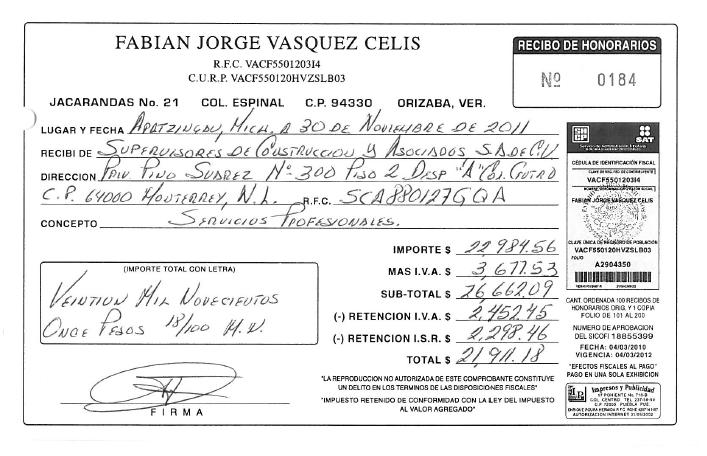 FABIAN JORGE VASQUEZ CELIS
R.F.C. VACF5501203I4
C.U.R.P. VACF550120HVZSLB03
RECIBO DE HONORARIOS
Nº 0184
JACARANDAS No. 21 COL. ESPINAL C.P. 94330 ORIZABA, VER.
LUGAR Y FECHA APATZINGAN, MICH. A 30 DE NOVIEMBRE DE 2011
RECIBI DE SUPERVISORES DE CONSTRUCCION Y ASOCIADOS S.A. DE C.V.
DIRECCION PRIV. PINO SUAREZ Nº 300 PISO 2 DESP "A" COL. CENTRO
C.P. 64000 MONTERREY, N.L. R.F.C. SCA880127GQA
CONCEPTO SERVICIOS PROFESIONALES.
SHCP SAT
CÉDULA DE IDENTIFICACIÓN FISCAL
VACF5501203I4
FABIAN JORGE VASQUEZ CELIS
CLAVE ÚNICA DE REGISTRO DE POBLACIÓN
VACF550120HVZSLB03
FOLIO
A2904350
IMPORTE $ 22,984.56
MAS I.V.A. $ 3,677.53
SUB-TOTAL $ 26,662.09
(-) RETENCION I.V.A. $ 2,452.45
(-) RETENCION I.S.R. $ 2,298.46
TOTAL $ 21,911.18
(IMPORTE TOTAL CON LETRA)
VEINTIUN MIL NOVECIENTOS
ONCE PESOS 18/100 M.N.
FIRMA
"LA REPRODUCCIÓN NO AUTORIZADA DE ESTE COMPROBANTE CONSTITUYE
UN DELITO EN LOS TERMINOS DE LAS DISPOSICIONES FISCALES"
"IMPUESTO RETENIDO DE CONFORMIDAD CON LA LEY DEL IMPUESTO
AL VALOR AGREGADO"
CANT. ORDENADA 100 RECIBOS DE
HONORARIOS ORIG. Y 1 COPIA
FOLIO DE 101 AL 200
NUMERO DE APROBACION
DEL SICOFI 18855399
FECHA: 04/03/2010
VIGENCIA: 04/03/2012
"EFECTOS FISCALES AL PAGO"
PAGO EN UNA SOLA EXHIBICION
Impresos y Publicidad